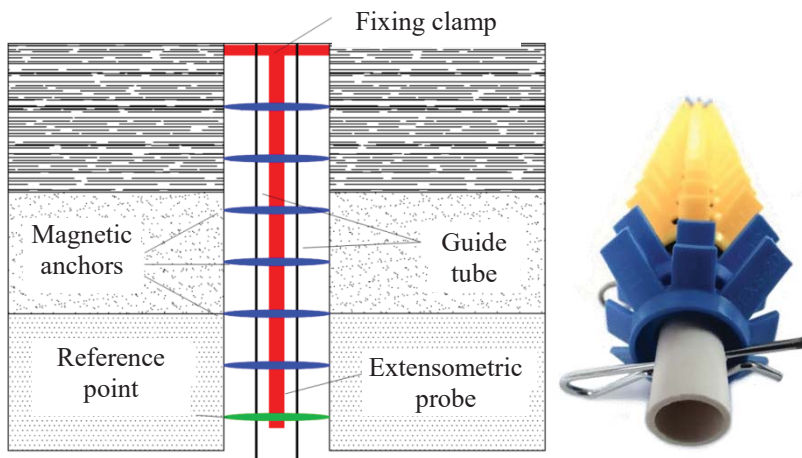 Fixing clamp
Magnetic
anchors
Guide
tube
Reference
point
Extensometric
probe